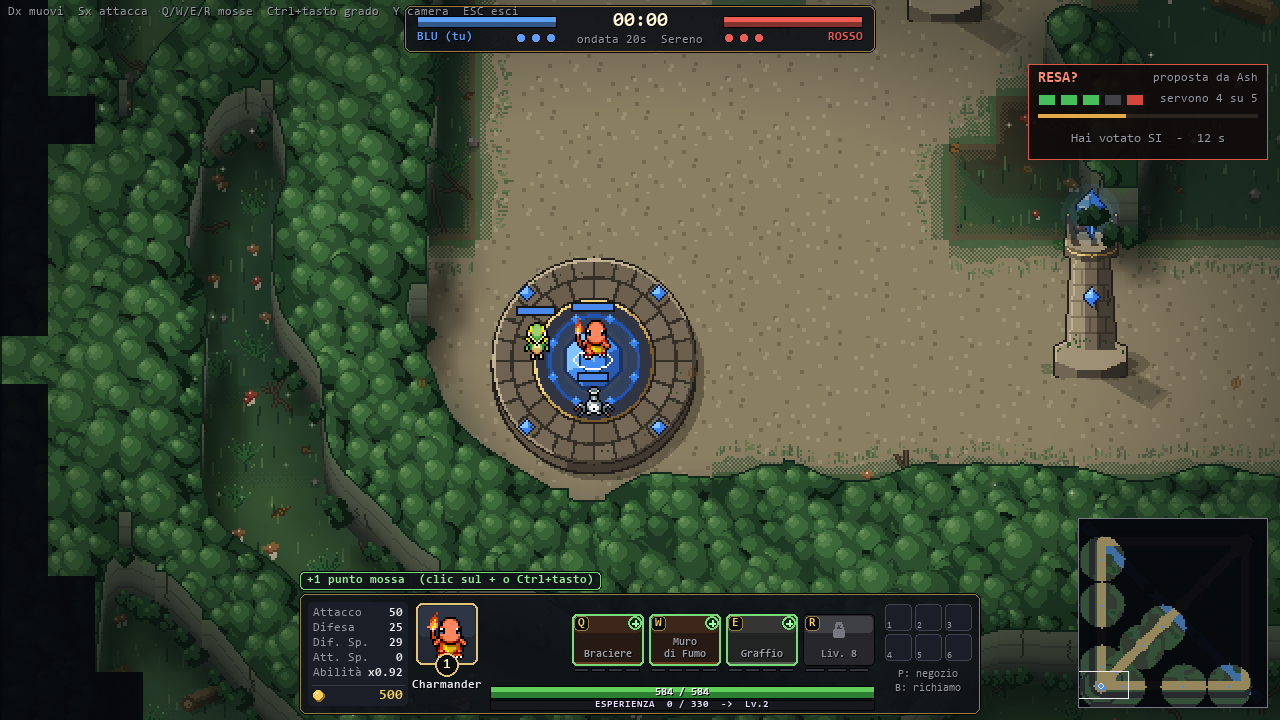 Dx muovi  Sx attacca  Q/W/E/R mosse  Ctrl+tasto grado  Y camera  ESC esci
00:00
BLU (tu)
ondata 20s  Sereno
ROSSO
RESA?
proposta da Ash
servono 4 su 5
Hai votato SI  -  12 s
+1 punto mossa  (clic sul + o Ctrl+tasto)
Attacco 50
Difesa 25
Dif. Sp. 29
Att. Sp. 0
Abilità x0.92
500
1
Charmander
Q
Braciere
W
Muro
di Fumo
E
Graffio
R
Liv. 8
1 2 3
4 5 6
P: negozio
B: richiamo
584 / 584
ESPERIENZA  0 / 330  ->  Lv.2